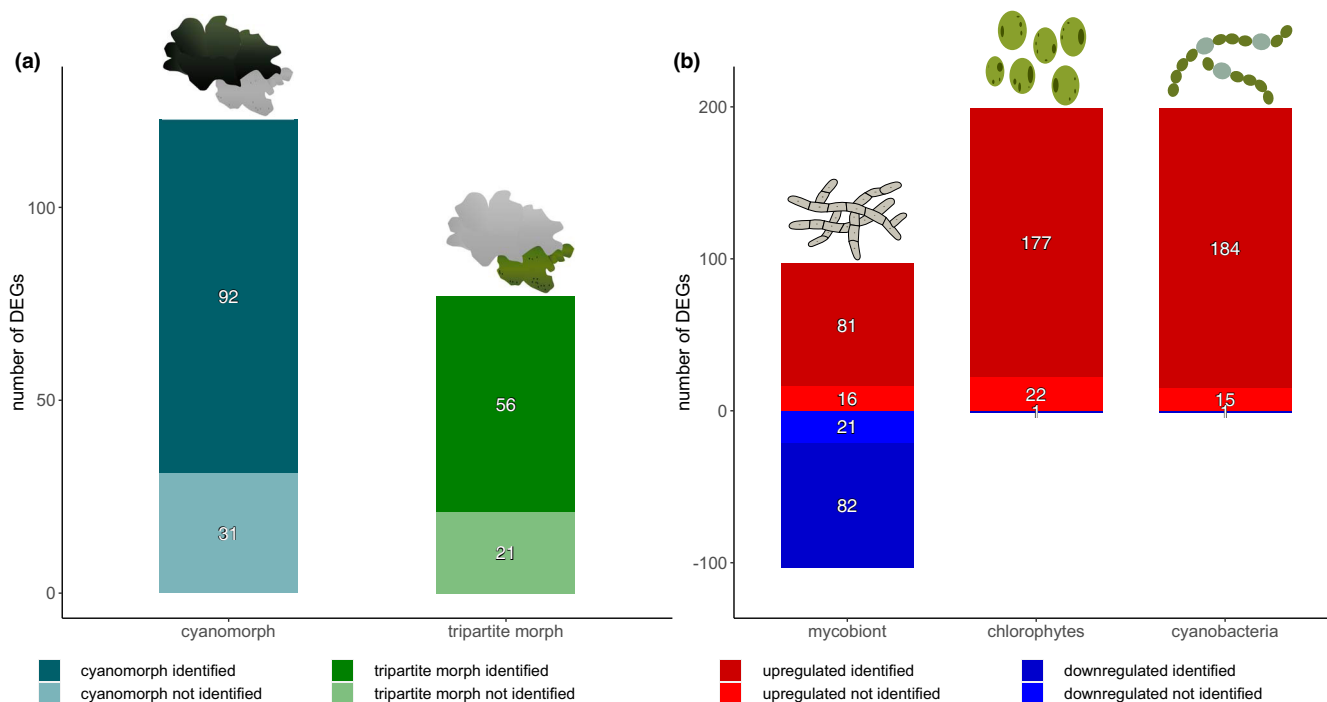 (a)
number of DEGs
100
50
0
92
31
56
21
cyanomorph
tripartite morph
cyanomorph identified
cyanomorph not identified
tripartite morph identified
tripartite morph not identified
(b)
number of DEGs
200
100
0
-100
81
16
21
82
177
22
1
184
15
1
mycobiont
chlorophytes
cyanobacteria
upregulated identified
upregulated not identified
downregulated identified
downregulated not identified